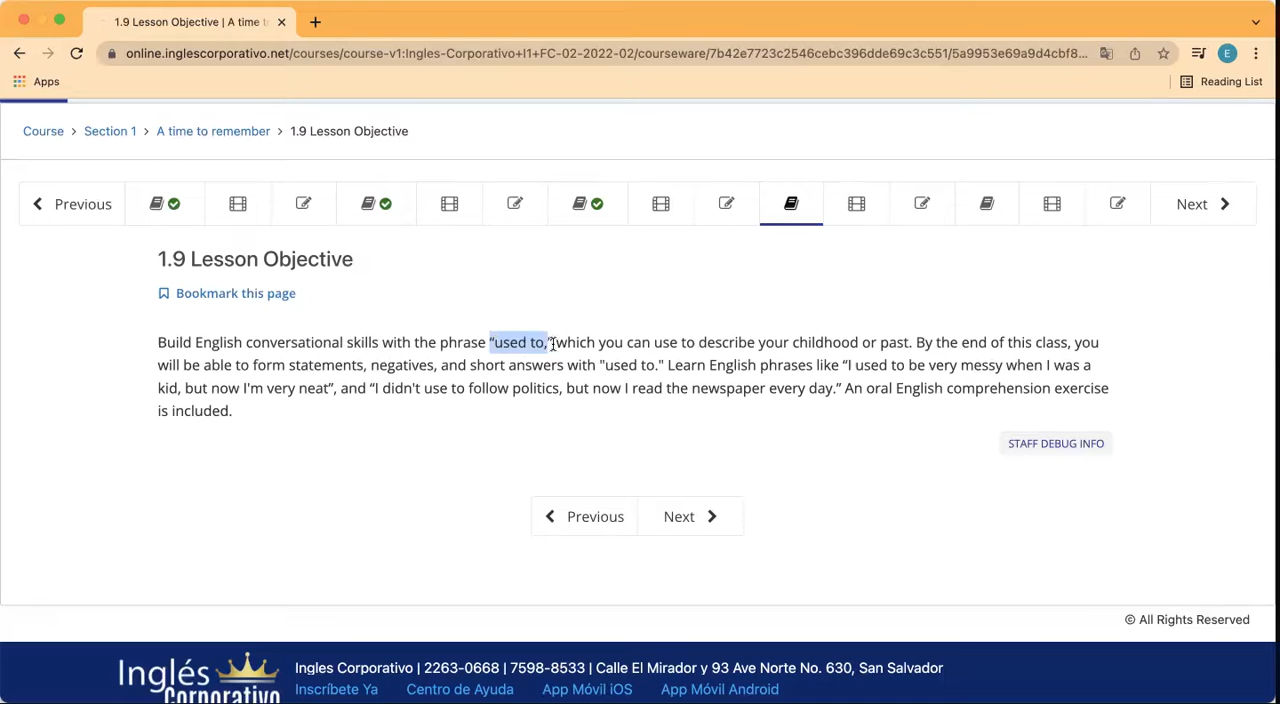 1.9 Lesson Objective | A time to
online.inglescorporativo.net/courses/course-v1:Ingles-Corporativo+I1+FC-02-2022-02/courseware/7b42e7723c2546cebc396dde69c3c551/5a9953e69a9d4cbf8...
E
Apps
Reading List
Course > Section 1 > A time to remember > 1.9 Lesson Objective
Previous
Next
1.9 Lesson Objective
Bookmark this page
Build English conversational skills with the phrase “used to,” which you can use to describe your childhood or past. By the end of this class, you
will be able to form statements, negatives, and short answers with "used to." Learn English phrases like “I used to be very messy when I was a
kid, but now I'm very neat”, and “I didn't use to follow politics, but now I read the newspaper every day.” An oral English comprehension exercise
is included.
STAFF DEBUG INFO
Previous Next
© All Rights Reserved
Inglés
Corporativo
Ingles Corporativo | 2263-0668 | 7598-8533 | Calle El Mirador y 93 Ave Norte No. 630, San Salvador
Inscríbete Ya Centro de Ayuda App Móvil iOS App Móvil Android